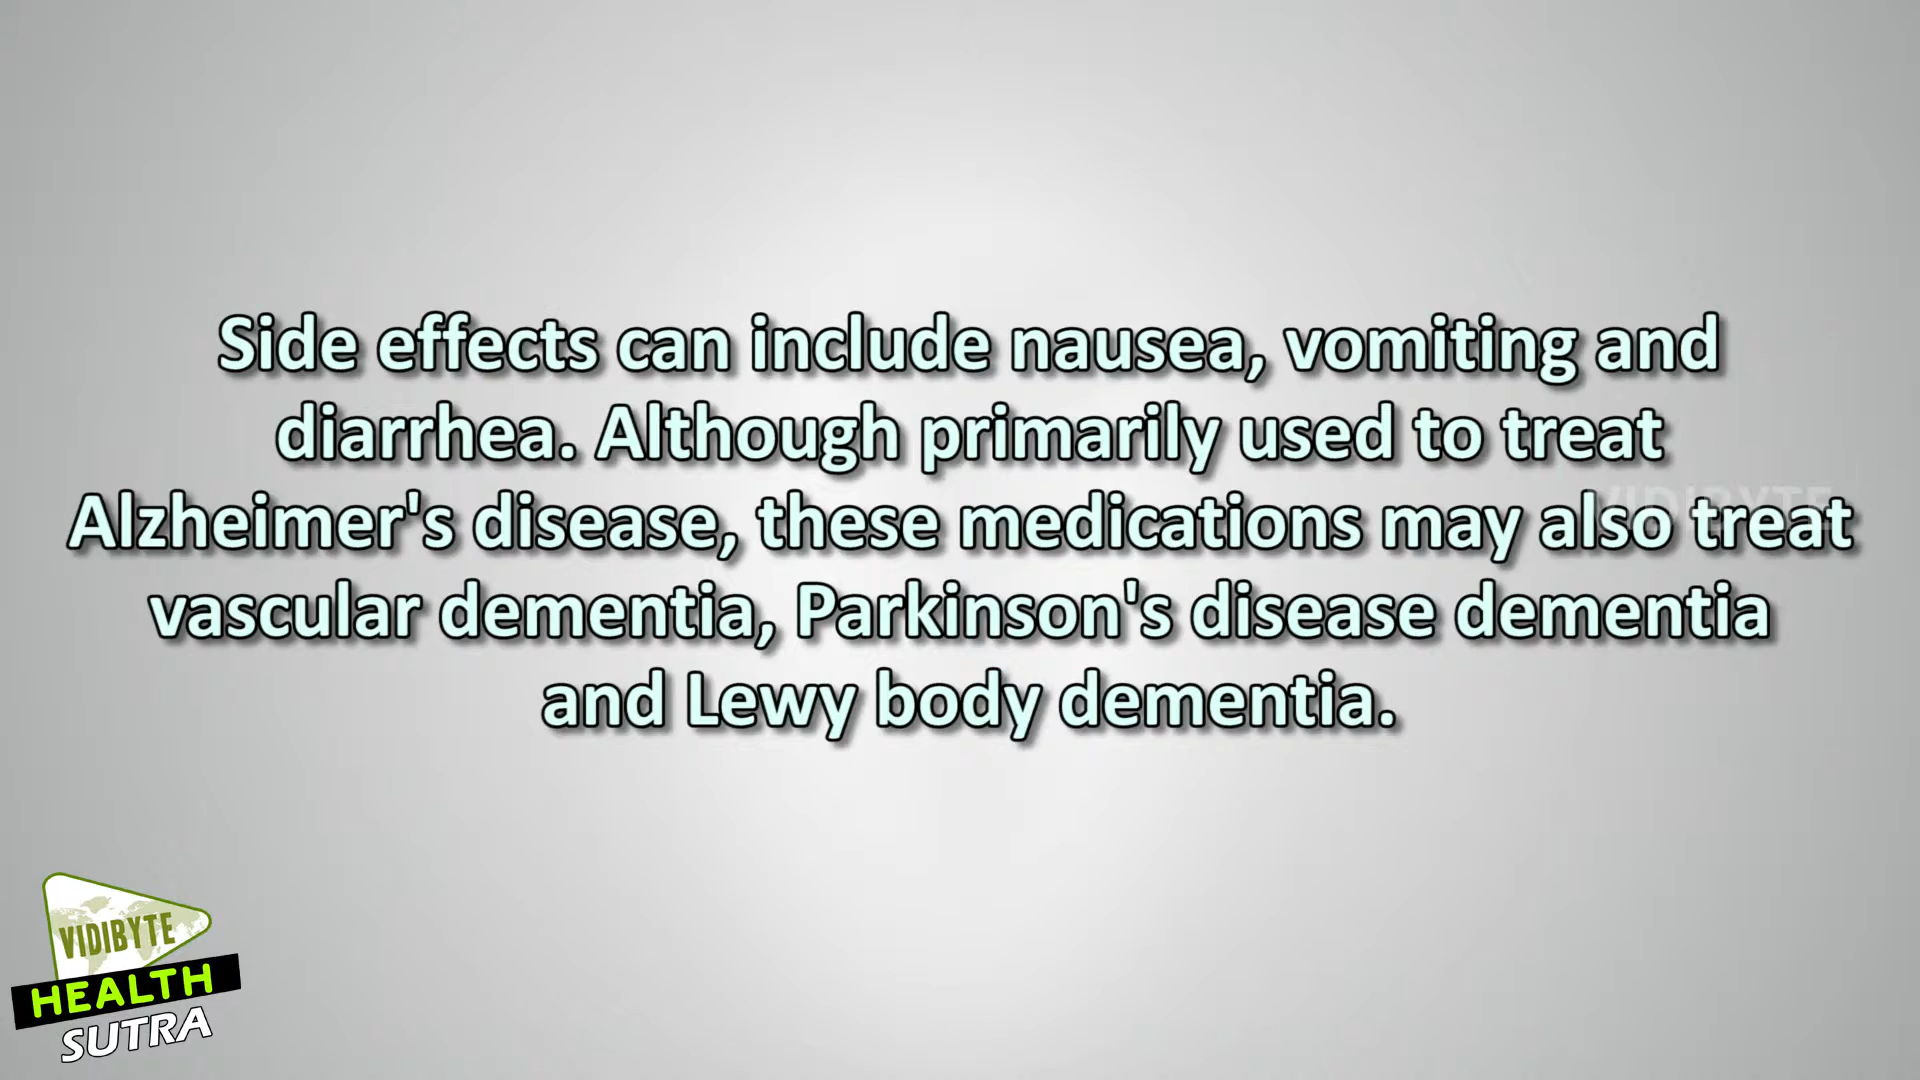 Side effects can include nausea, vomiting and
diarrhea. Although primarily used to treat
Alzheimer's disease, these medications may also treat
vascular dementia, Parkinson's disease dementia
and Lewy body dementia.
VIDIBYTE
VIDIBYTE
HEALTH
SUTRA